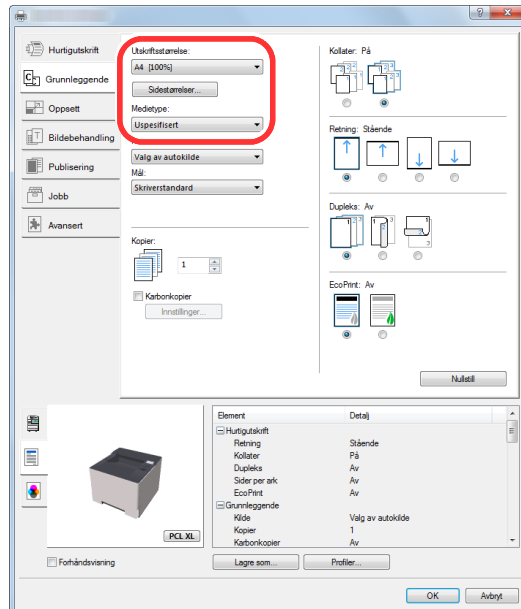 Hurtigutskrift
Grunnleggende
Oppsett
Bildebehandling
Publisering
Jobb
Avansert
Utskriftsstørrelse:
A4 [100%]
Sidestørrelser...
Medietype:
Uspesifisert
Valg av autokilde
Mål:
Skriverstandard
Kopier:
1
Karbonkopier
Innstillinger...
Kollater: På
Retning: Stående
Dupleks: Av
EcoPrint: Av
Nullstill
PCL XL
Forhåndsvisning
Element Detalj
Hurtigutskrift
Retning Stående
Kollater På
Dupleks Av
Sider per ark Av
EcoPrint Av
Grunnleggende
Kilde Valg av autokilde
Kopier 1
Karbonkopier Av
Lagre som... Profiler...
OK Avbryt